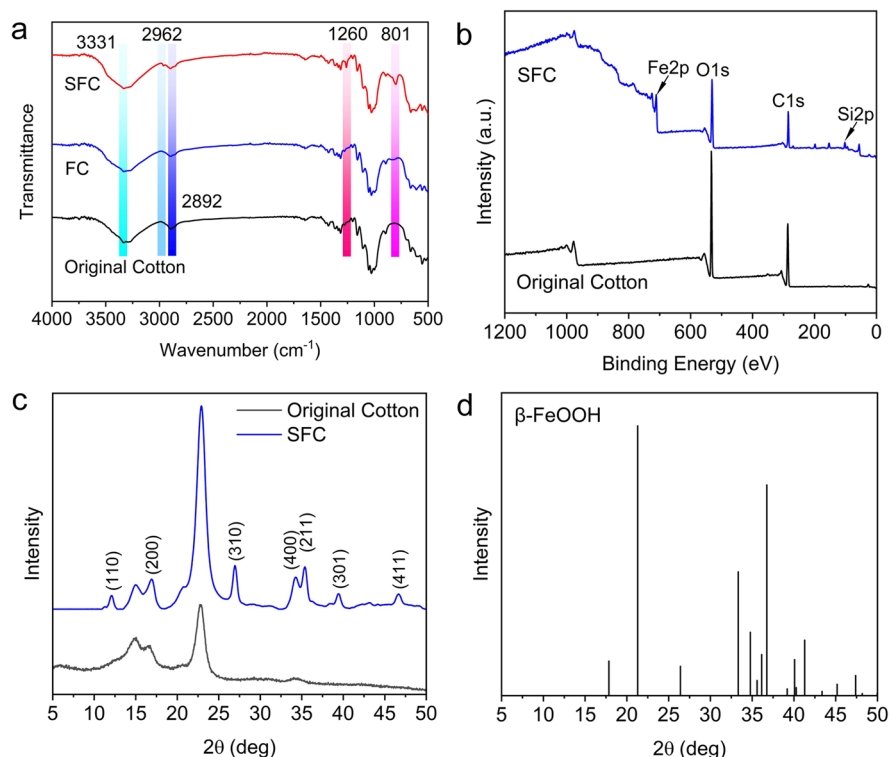 a
3331
2962
1260
801
SFC
FC
2892
Original Cotton
Transmittance
4000 3500 3000 2500 2000 1500 1000 500
Wavenumber (cm⁻¹)
b
SFC
Fe2p
O1s
C1s
Si2p
Original Cotton
Intensity (a.u.)
1200 1000 800 600 400 200 0
Binding Energy (eV)
c
Original Cotton
SFC
(110)
(200)
(310)
(400)
(211)
(301)
(411)
Intensity
5 10 15 20 25 30 35 40 45 50
2θ (deg)
d
β-FeOOH
Intensity
5 10 15 20 25 30 35 40 45 50
2θ (deg)